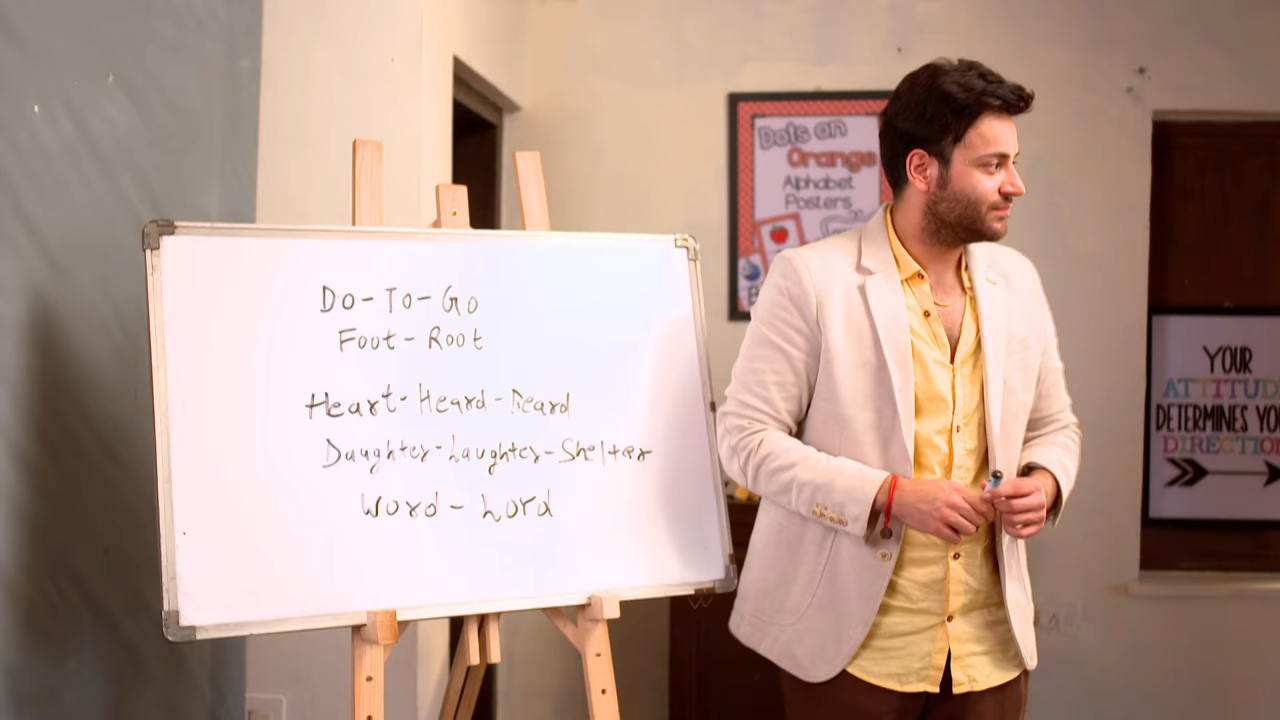 Do-To-Go
Foot-Root
Heart-Heard-Beard
Daughter-Laughter-Shelter
Word-Lord
Dots on
Orange
Alphabet
Posters
YOUR
ATTITUDE
DETERMINES YOU
DIRECTION